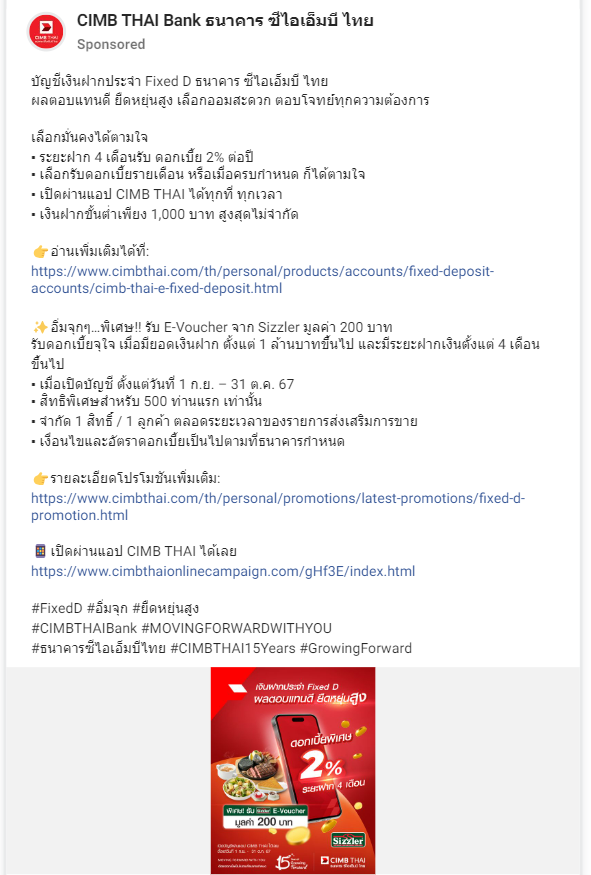 CIMB THAI Bank ธนาคาร ซีไอเอ็มบี ไทย
Sponsored
บัญชีเงินฝากประจำ Fixed D ธนาคาร ซีไอเอ็มบี ไทย
ผลตอบแทนดี ยืดหยุ่นสูง เลือกออมสะดวก ตอบโจทย์ทุกความต้องการ
เลือกมั่นคงได้ตามใจ
▪ ระยะฝาก 4 เดือนรับ ดอกเบี้ย 2% ต่อปี
▪ เลือกรับดอกเบี้ยรายเดือน หรือเมื่อครบกำหนด ก็ได้ตามใจ
▪ เปิดผ่านแอป CIMB THAI ได้ทุกที่ ทุกเวลา
▪ เงินฝากขั้นต่ำเพียง 1,000 บาท สูงสุดไม่จำกัด
👉อ่านเพิ่มเติมได้ที่:
https://www.cimbthai.com/th/personal/products/accounts/fixed-deposit-
accounts/cimb-thai-e-fixed-deposit.html
✨อิ่มจุกๆ...พิเศษ!! รับ E-Voucher จาก Sizzler มูลค่า 200 บาท
รับดอกเบี้ยจุใจ เมื่อมียอดเงินฝาก ตั้งแต่ 1 ล้านบาทขึ้นไป และมีระยะฝากเงินตั้งแต่ 4 เดือน
ขึ้นไป
▪ เมื่อเปิดบัญชี ตั้งแต่วันที่ 1 ก.ย. – 31 ต.ค. 67
▪ สิทธิพิเศษสำหรับ 500 ท่านแรก เท่านั้น
▪ จำกัด 1 สิทธิ์ / 1 ลูกค้า ตลอดระยะเวลาของรายการส่งเสริมการขาย
▪ เงื่อนไขและอัตราดอกเบี้ยเป็นไปตามที่ธนาคารกำหนด
👉รายละเอียดโปรโมชันเพิ่มเติม:
https://www.cimbthai.com/th/personal/promotions/latest-promotions/fixed-d-
promotion.html
📱เปิดผ่านแอป CIMB THAI ได้เลย
https://www.cimbthaionlinecampaign.com/gHf3E/index.html
#FixedD #อิ่มจุก #ยืดหยุ่นสูง
#CIMBTHAIBank #MOVINGFORWARDWITHYOU
#ธนาคารซีไอเอ็มบีไทย #CIMBTHAI15Years #GrowingForward
เงินฝากประจำ Fixed D
ผลตอบแทนดี ยืดหยุ่นสูง
ดอกเบี้ยพิเศษ
2%
ระยะฝาก 4 เดือน
พิเศษ! รับ Sizzler E-Voucher
มูลค่า 200 บาท
Sizzler
CIMB THAI